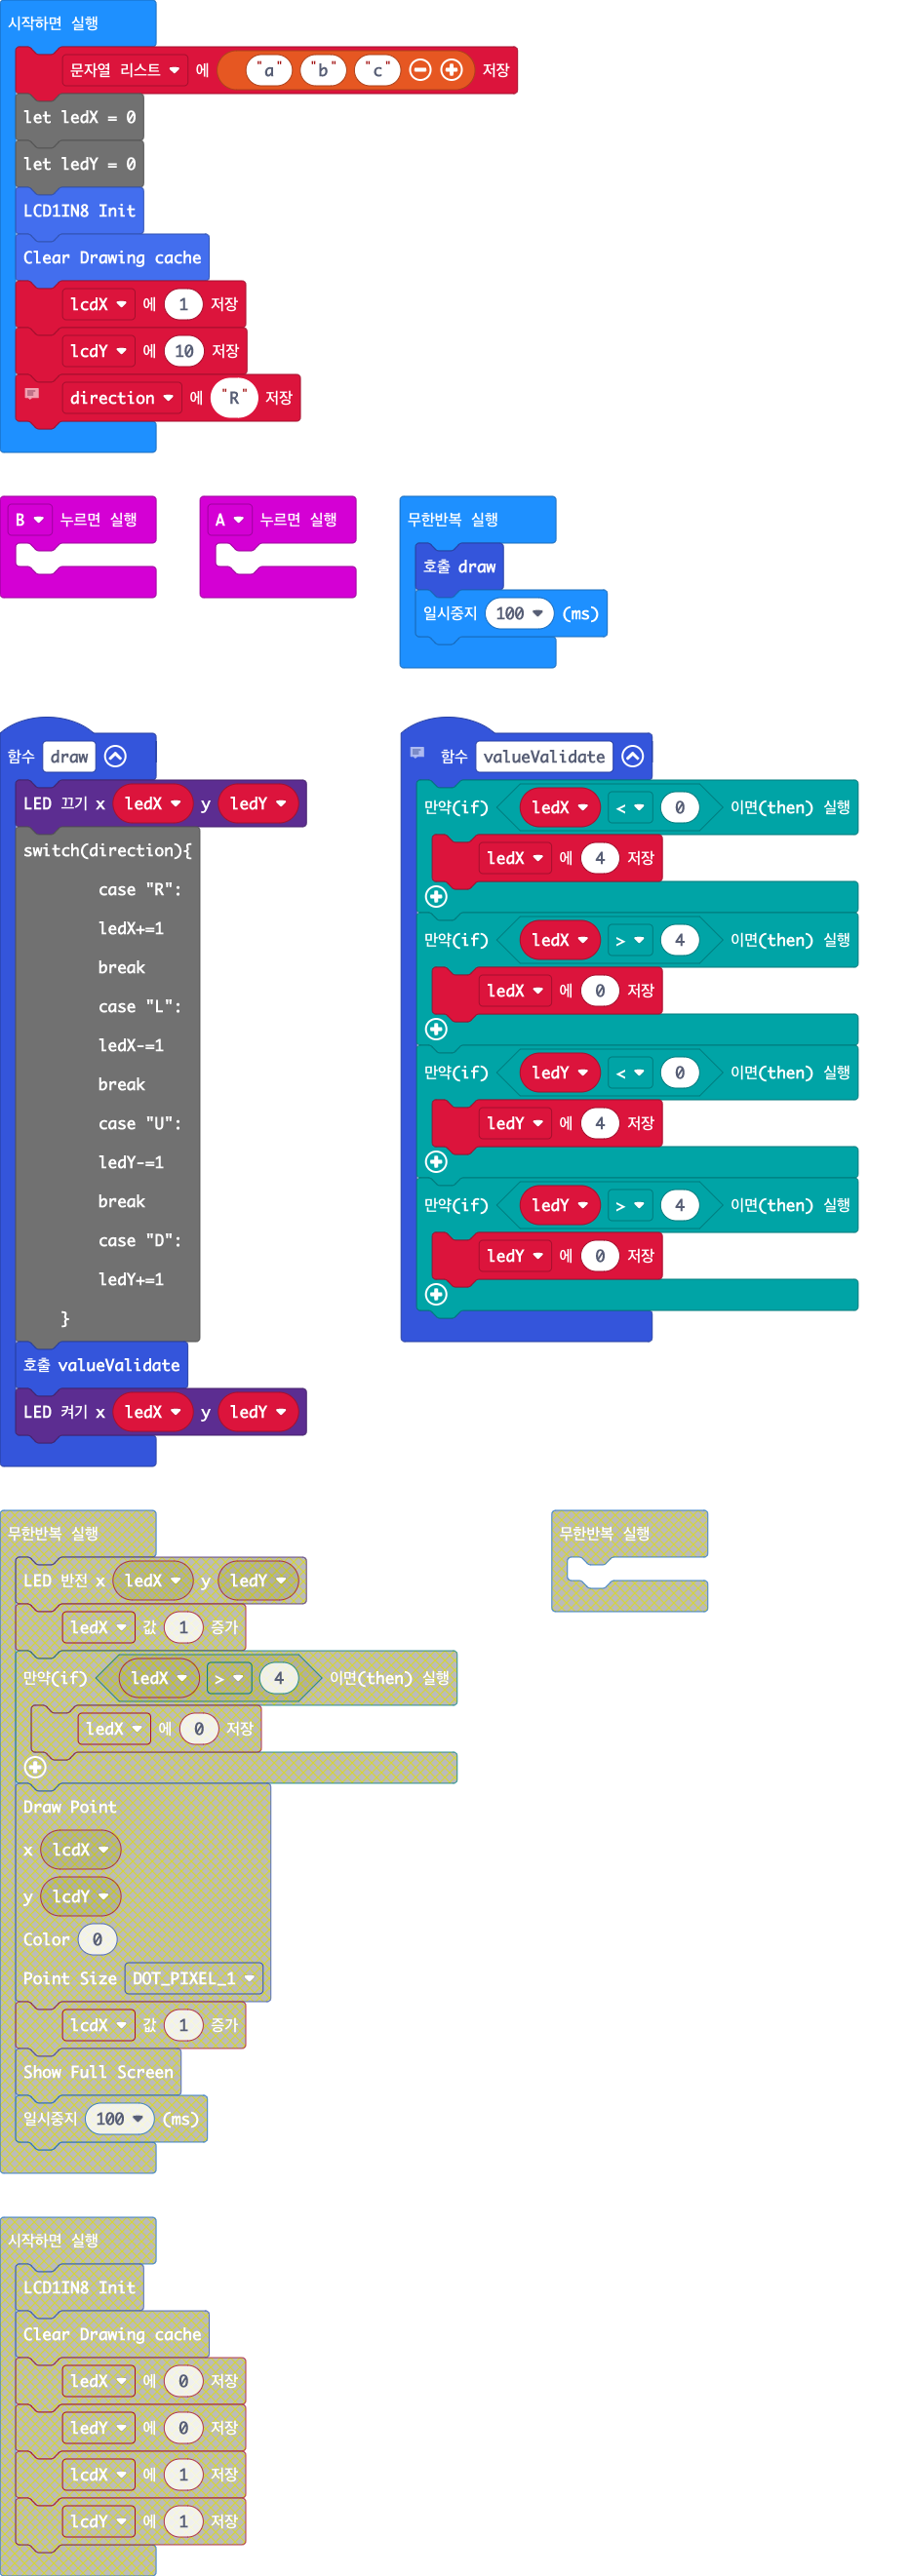 시작하면 실행
문자열 리스트 에 "a" "b" "c" 저장
let ledX = 0
let ledY = 0
LCD1IN8 Init
Clear Drawing cache
lcdX 에 1 저장
lcdY 에 10 저장
direction 에 "R" 저장
B 누르면 실행
A 누르면 실행
무한반복 실행
호출 draw
일시중지 100 (ms)
함수 draw
LED 끄기 x ledX y ledY
switch(direction){
case "R":
ledX+=1
break
case "L":
ledX-=1
break
case "U":
ledY-=1
break
case "D":
ledY+=1
}
호출 valueValidate
LED 켜기 x ledX y ledY
함수 valueValidate
만약(if) ledX < 0 이면(then) 실행
ledX 에 4 저장
만약(if) ledX > 4 이면(then) 실행
ledX 에 0 저장
만약(if) ledY < 0 이면(then) 실행
ledY 에 4 저장
만약(if) ledY > 4 이면(then) 실행
ledY 에 0 저장
무한반복 실행
LED 반전 x ledX y ledY
ledX 값 1 증가
만약(if) ledX > 4 이면(then) 실행
ledX 에 0 저장
Draw Point
x lcdX
y lcdY
Color 0
Point Size DOT_PIXEL_1
lcdX 값 1 증가
Show Full Screen
일시중지 100 (ms)
무한반복 실행
시작하면 실행
LCD1IN8 Init
Clear Drawing cache
ledX 에 0 저장
ledY 에 0 저장
lcdX 에 1 저장
lcdY 에 1 저장